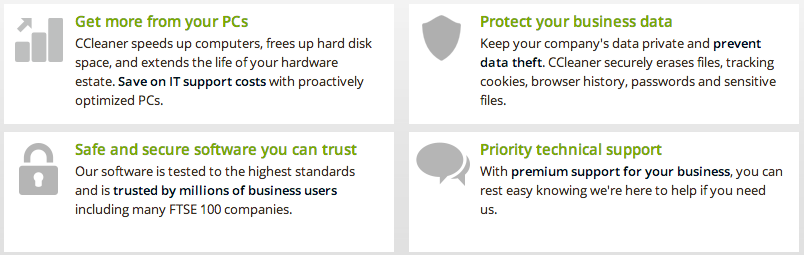 Get more from your PCs
CCleaner speeds up computers, frees up hard disk
space, and extends the life of your hardware
estate. Save on IT support costs with proactively
optimized PCs.
Protect your business data
Keep your company's data private and prevent
data theft. CCleaner securely erases files, tracking
cookies, browser history, passwords and sensitive
files.
Safe and secure software you can trust
Our software is tested to the highest standards
and is trusted by millions of business users
including many FTSE 100 companies.
Priority technical support
With premium support for your business, you can
rest easy knowing we're here to help if you need
us.